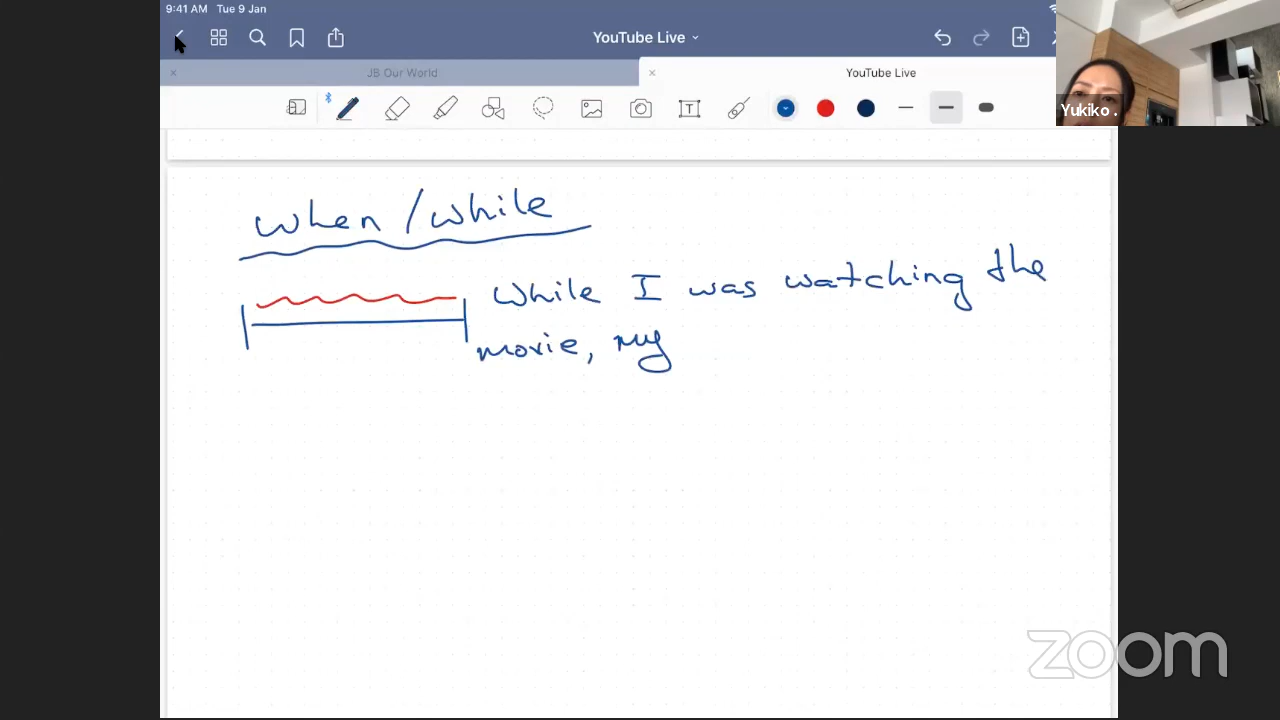 9:41 AM Tue 9 Jan
YouTube Live
JB Our World
YouTube Live
Yukiko .
when / while
While I was watching the
movie, my
zoom